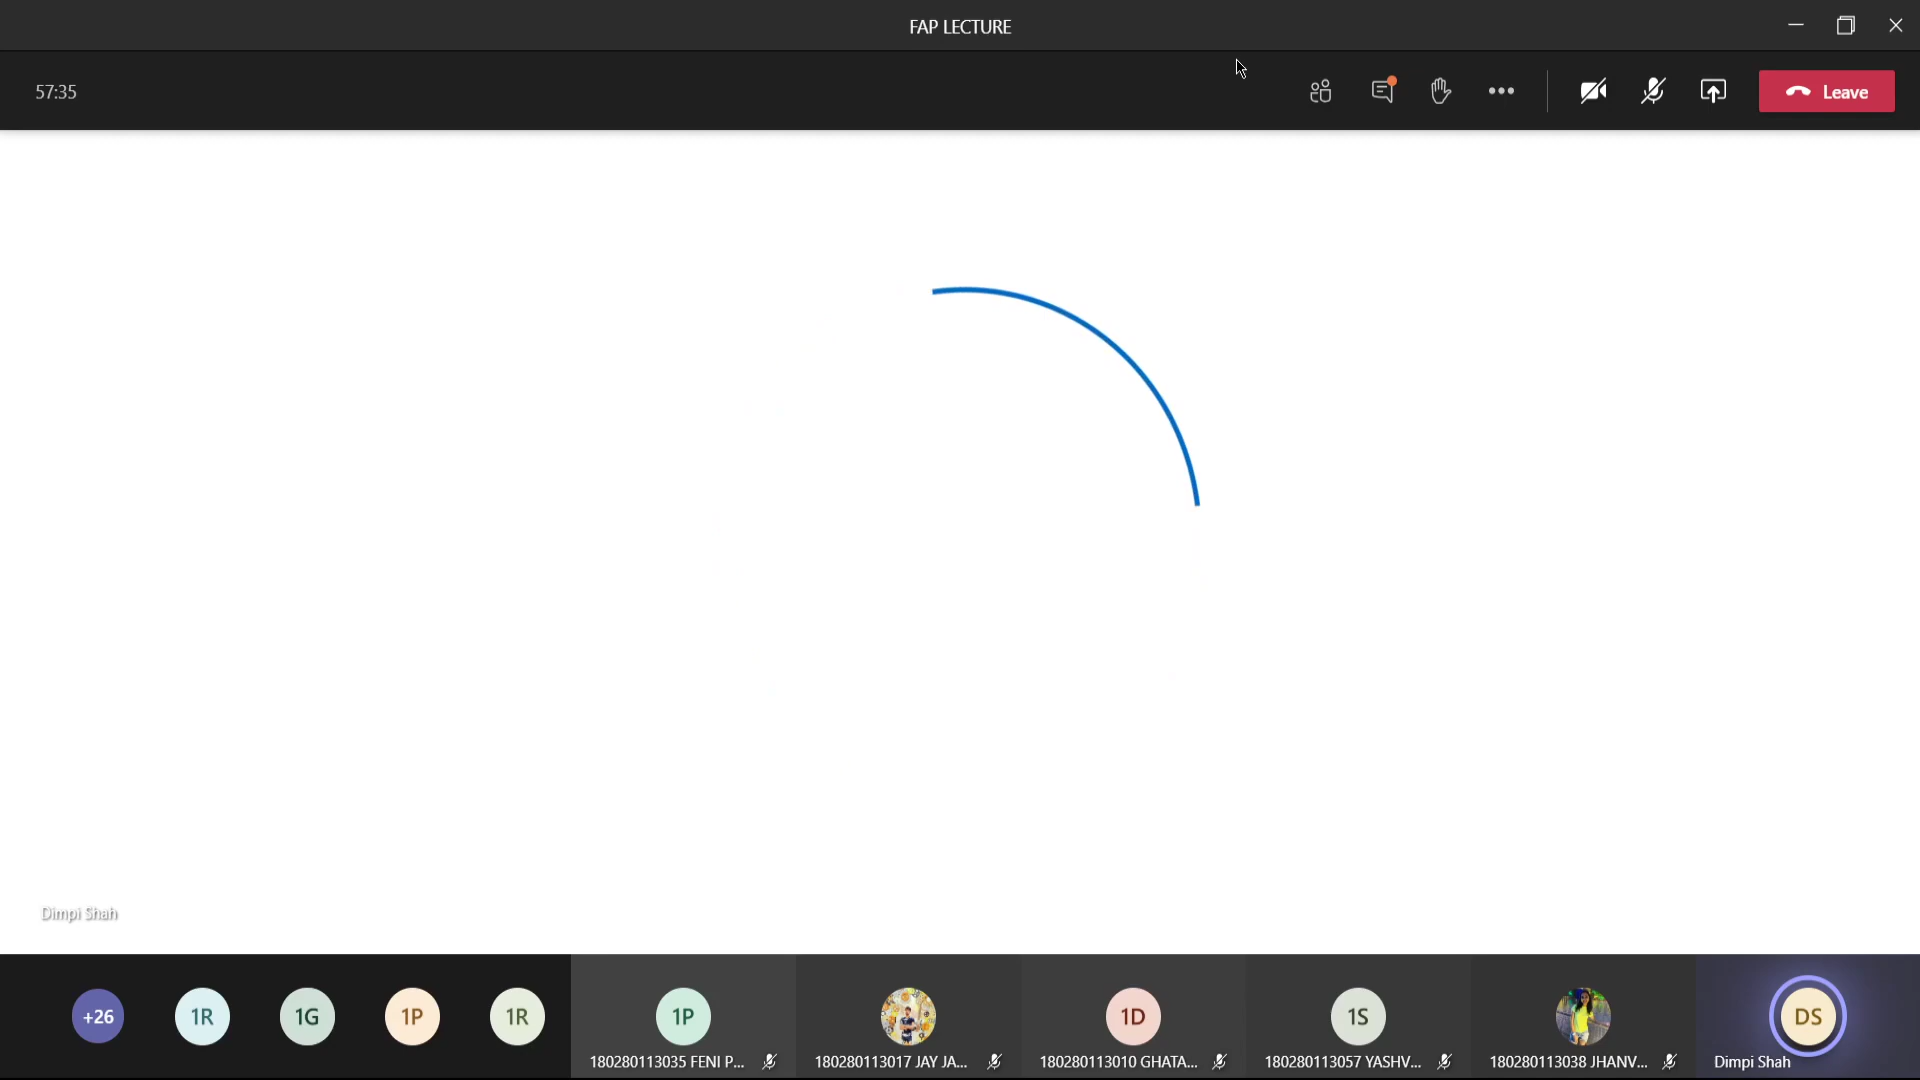 FAP LECTURE
57:35
Leave
Dimpi Shah
+26
1R
1G
1P
1R
1P
1D
1S
DS
180280113035 FENI P...
180280113017 JAY JA...
180280113010 GHATA...
180280113057 YASHV...
180280113038 JHANV...
Dimpi Shah